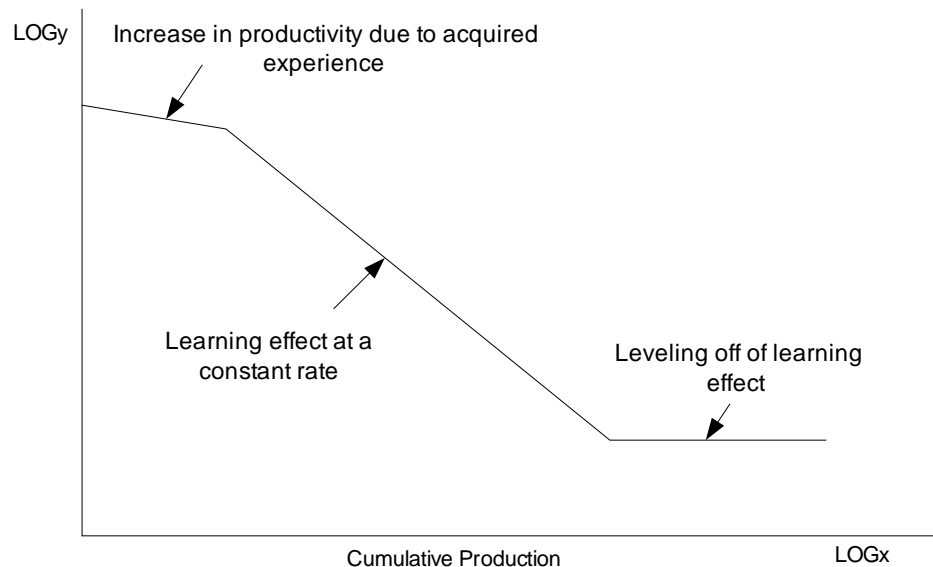 LOGy
Increase in productivity due to acquired
experience
Learning effect at a
constant rate
Leveling off of learning
effect
Cumulative Production
LOGx